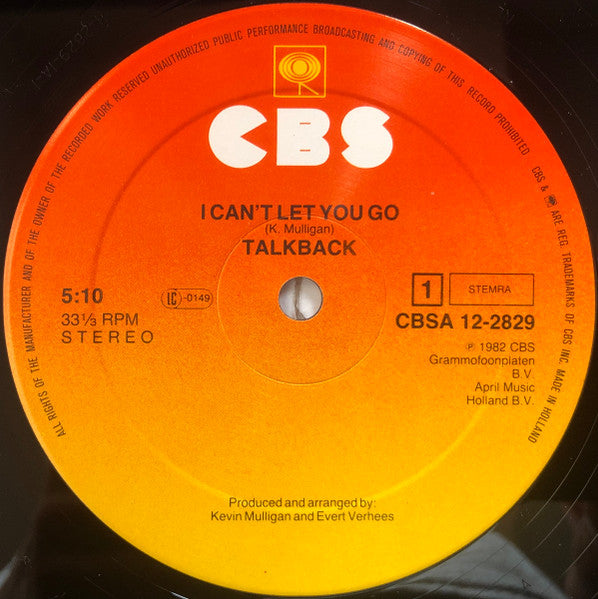 ALL RIGHTS OF THE MANUFACTURER AND OF THE OWNER OF THE RECORDED WORK RESERVED UNAUTHORIZED PUBLIC PERFORMANCE BROADCASTING AND COPYING OF THIS RECORD PROHIBITED CBS & ARE REG. TRADEMARKS OF CBS INC. MADE IN HOLLAND
CBS
I CAN'T LET YOU GO
(K. Mulligan)
TALKBACK
5:10
LC-0149
1
STEMRA
33⅓ RPM
CBSA 12-2829
STEREO
℗ 1982 CBS
Grammofoonplaten
B.V.
April Music
Holland B.V.
Produced and arranged by:
Kevin Mulligan and Evert Verhees